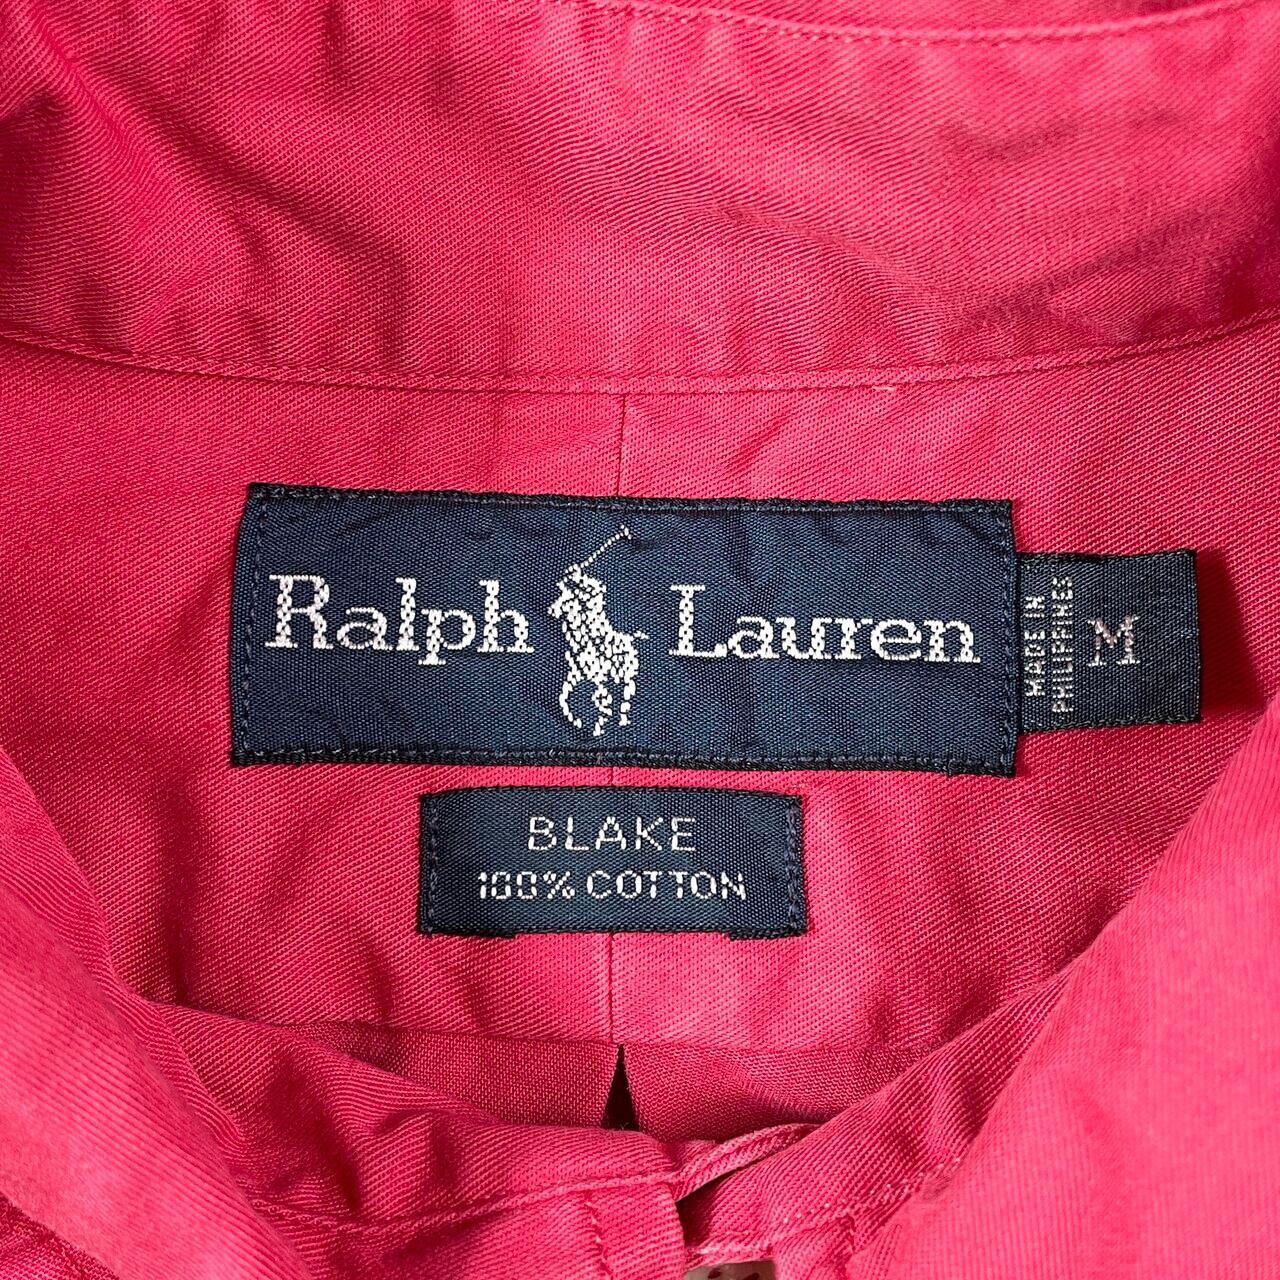 Ralph Lauren
MADE IN
PHILIPPINES
M
BLAKE
100% COTTON